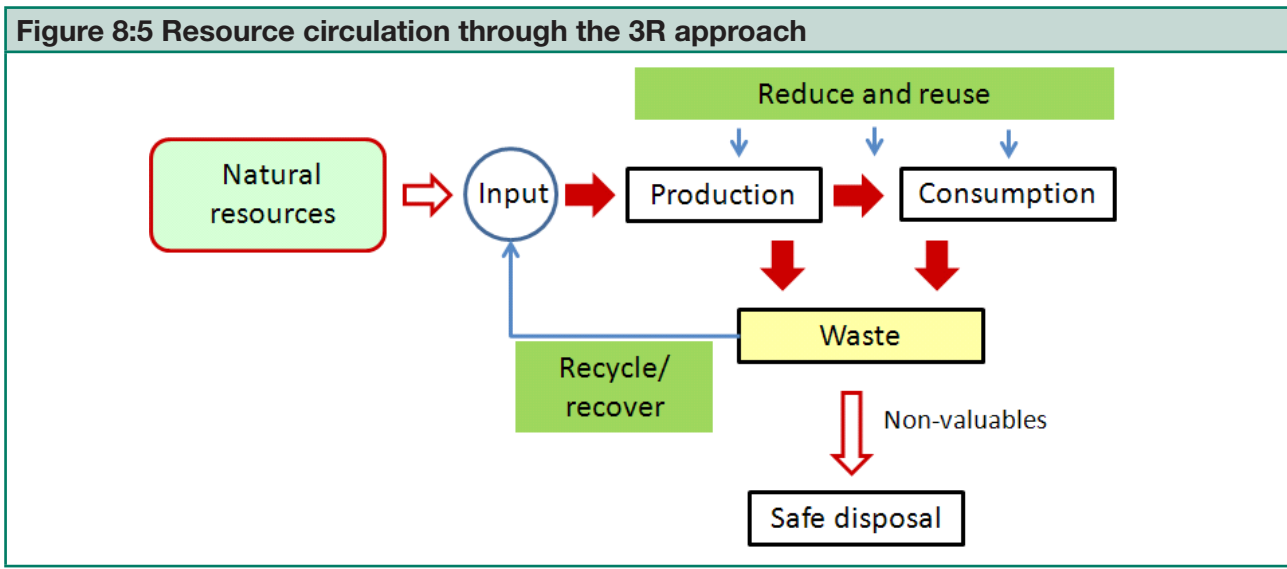 Figure 8:5 Resource circulation through the 3R approach
Reduce and reuse
Natural
resources
Input
Production
Consumption
Waste
Recycle/
recover
Non-valuables
Safe disposal